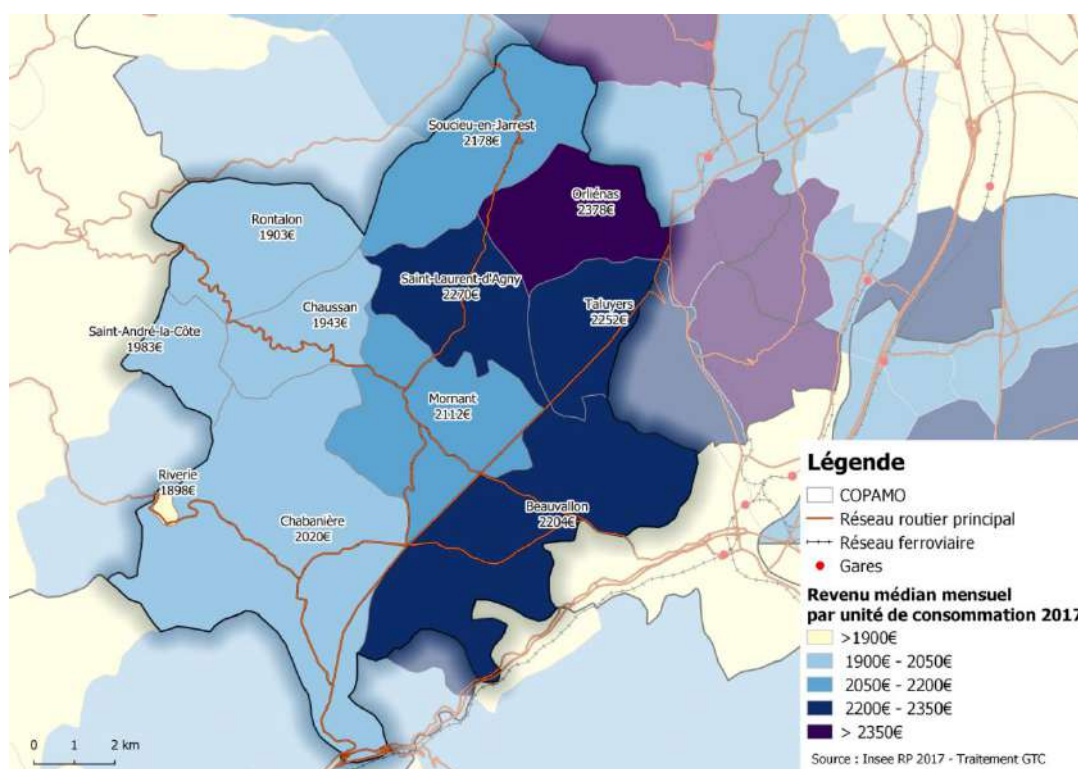 Soucieu-en-Jarrest
2178€
Orliénas
2378€
Rontalon
1903€
Saint-Laurent-d'Agny
2270€
Taluyers
2252€
Chaussan
1943€
Saint-André-la-Côte
1983€
Mornant
2112€
Riverie
1898€
Chabanière
2020€
Beauvallon
2204€
Légende
COPAMO
Réseau routier principal
Réseau ferroviaire
Gares
Revenu médian mensuel
par unité de consommation 2017
>1900€
1900€ - 2050€
2050€ - 2200€
2200€ - 2350€
> 2350€
Source : Insee RP 2017 - Traitement GTC
0 1 2 km